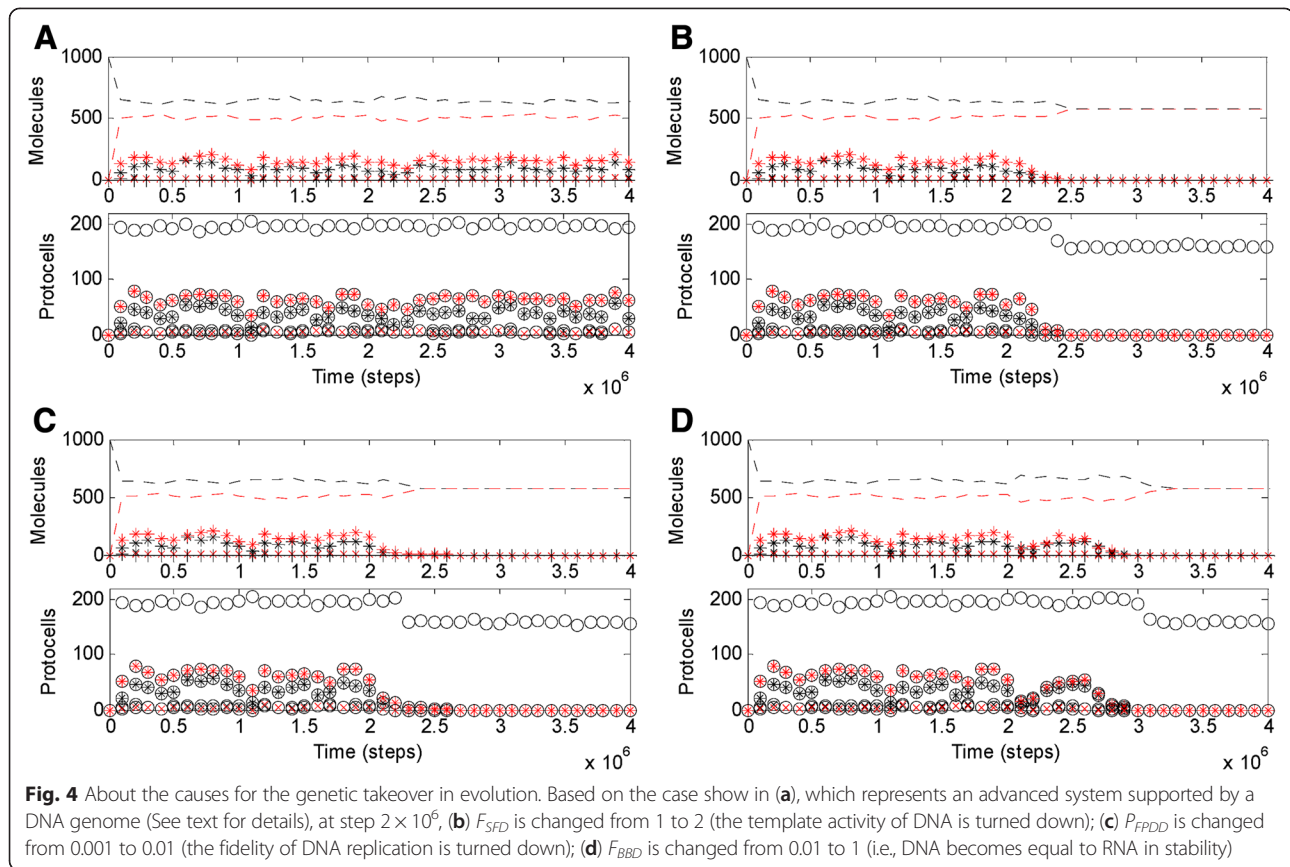 A
Molecules
1000
500
0
0 0.5 1 1.5 2 2.5 3 3.5 4
Protocells
200
100
0
0 0.5 1 1.5 2 2.5 3 3.5 4
Time (steps)
x 10^6
B
Molecules
1000
500
0
0 0.5 1 1.5 2 2.5 3 3.5 4
Protocells
200
100
0
0 0.5 1 1.5 2 2.5 3 3.5 4
Time (steps)
x 10^6
C
Molecules
1000
500
0
0 0.5 1 1.5 2 2.5 3 3.5 4
Protocells
200
100
0
0 0.5 1 1.5 2 2.5 3 3.5 4
Time (steps)
x 10^6
D
Molecules
1000
500
0
0 0.5 1 1.5 2 2.5 3 3.5 4
Protocells
200
100
0
0 0.5 1 1.5 2 2.5 3 3.5 4
Time (steps)
x 10^6
Fig. 4 About the causes for the genetic takeover in evolution. Based on the case show in (a), which represents an advanced system supported by a
DNA genome (See text for details), at step 2 × 10^6, (b) F_SFD is changed from 1 to 2 (the template activity of DNA is turned down); (c) P_FPDD is changed
from 0.001 to 0.01 (the fidelity of DNA replication is turned down); (d) F_BBD is changed from 0.01 to 1 (i.e., DNA becomes equal to RNA in stability)